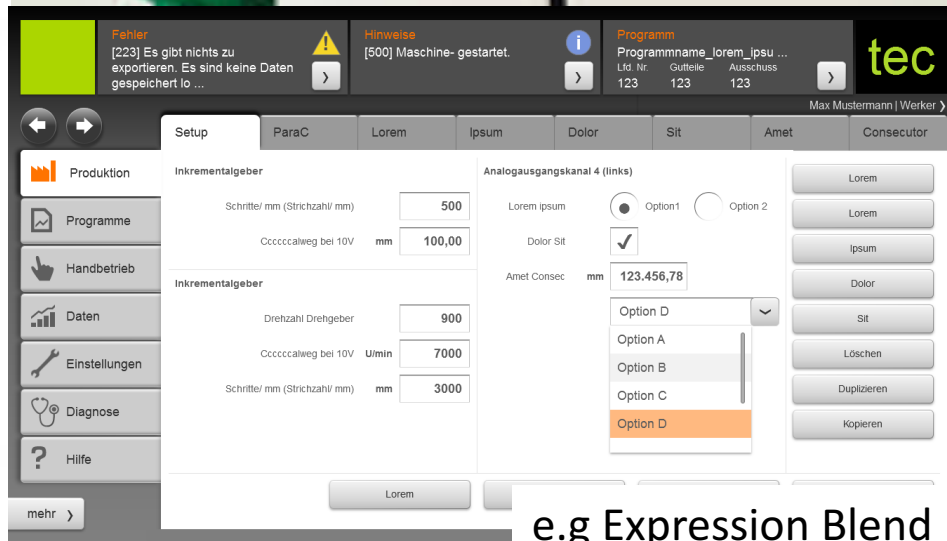 Fehler
[223] Es gibt nichts zu
exportieren. Es sind keine Daten
gespeichert lo ...
Hinweise
[500] Maschine- gestartet.
Programm
Programmname_lorem_ipsu ...
Lfd. Nr. Gutteile Ausschuss
123 123 123
tec
Max Mustermann | Werker
Setup ParaC Lorem Ipsum Dolor Sit Amet Consecutor
Produktion
Programme
Handbetrieb
Daten
Einstellungen
Diagnose
Hilfe
mehr
Inkrementalgeber
Schritte/ mm (Strichzahl/ mm) 500
Ccccccalweg bei 10V mm 100,00
Inkrementalgeber
Drehzahl Drehgeber 900
Ccccccalweg bei 10V U/min 7000
Schritte/ mm (Strichzahl/ mm) mm 3000
Analogausgangskanal 4 (links)
Lorem ipsum Option1 Option 2
Dolor Sit
Amet Consec mm 123.456,78
Option D
Option A
Option B
Option C
Option D
Lorem
Lorem
Ipsum
Dolor
Sit
Löschen
Duplizieren
Kopieren
Lorem
e.g Expression Blend